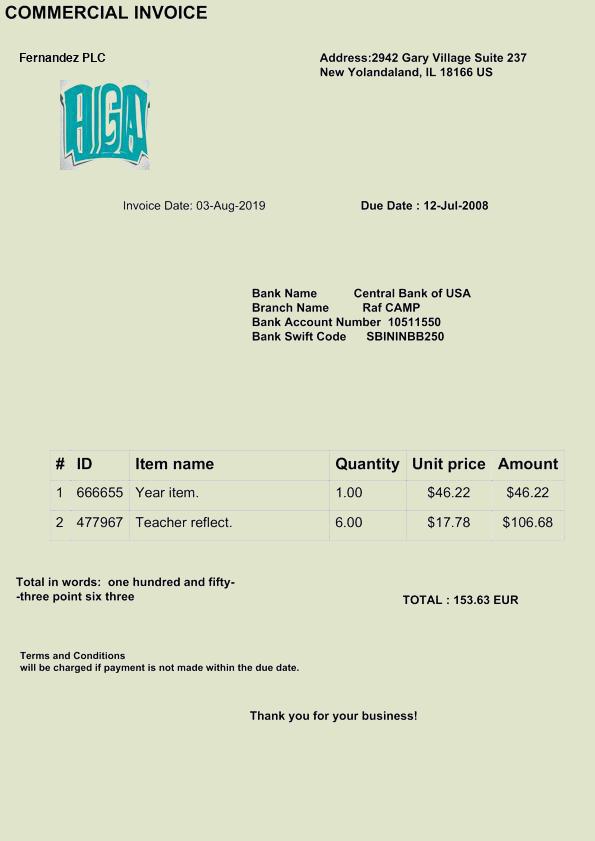 COMMERCIAL INVOICE
Fernandez PLC
Address:2942 Gary Village Suite 237
New Yolandaland, IL 18166 US
Invoice Date: 03-Aug-2019
Due Date : 12-Jul-2008
Bank Name Central Bank of USA
Branch Name Raf CAMP
Bank Account Number 10511550
Bank Swift Code SBININBB250
# ID Item name Quantity Unit price Amount
1 666655 Year item. 1.00 $46.22 $46.22
2 477967 Teacher reflect. 6.00 $17.78 $106.68
Total in words: one hundred and fifty-
-three point six three
TOTAL : 153.63 EUR
Terms and Conditions
will be charged if payment is not made within the due date.
Thank you for your business!